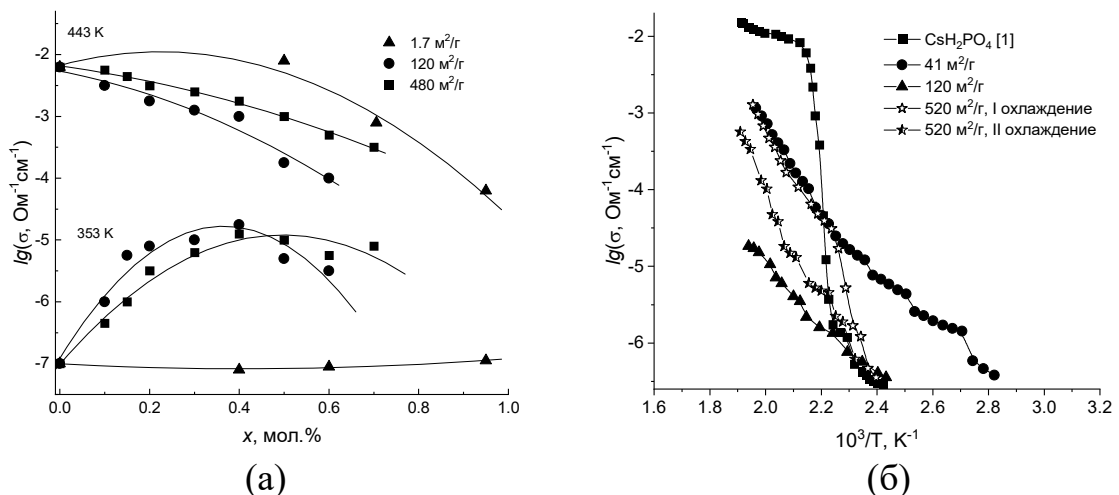 443 K
1.7 м²/г
120 м²/г
480 м²/г
353 K
-2
-3
-4
-5
-6
-7
lg(σ, Ом⁻¹см⁻¹)
0.0 0.2 0.4 0.6 0.8 1.0
x, мол.%
(а)
CsH₂PO₄ [1]
41 м²/г
120 м²/г
520 м²/г, I охлаждение
520 м²/г, II охлаждение
-2
-3
-4
-5
-6
lg(σ, Ом⁻¹см⁻¹)
1.6 1.8 2.0 2.2 2.4 2.6 2.8 3.0 3.2
10³/T, K⁻¹
(б)